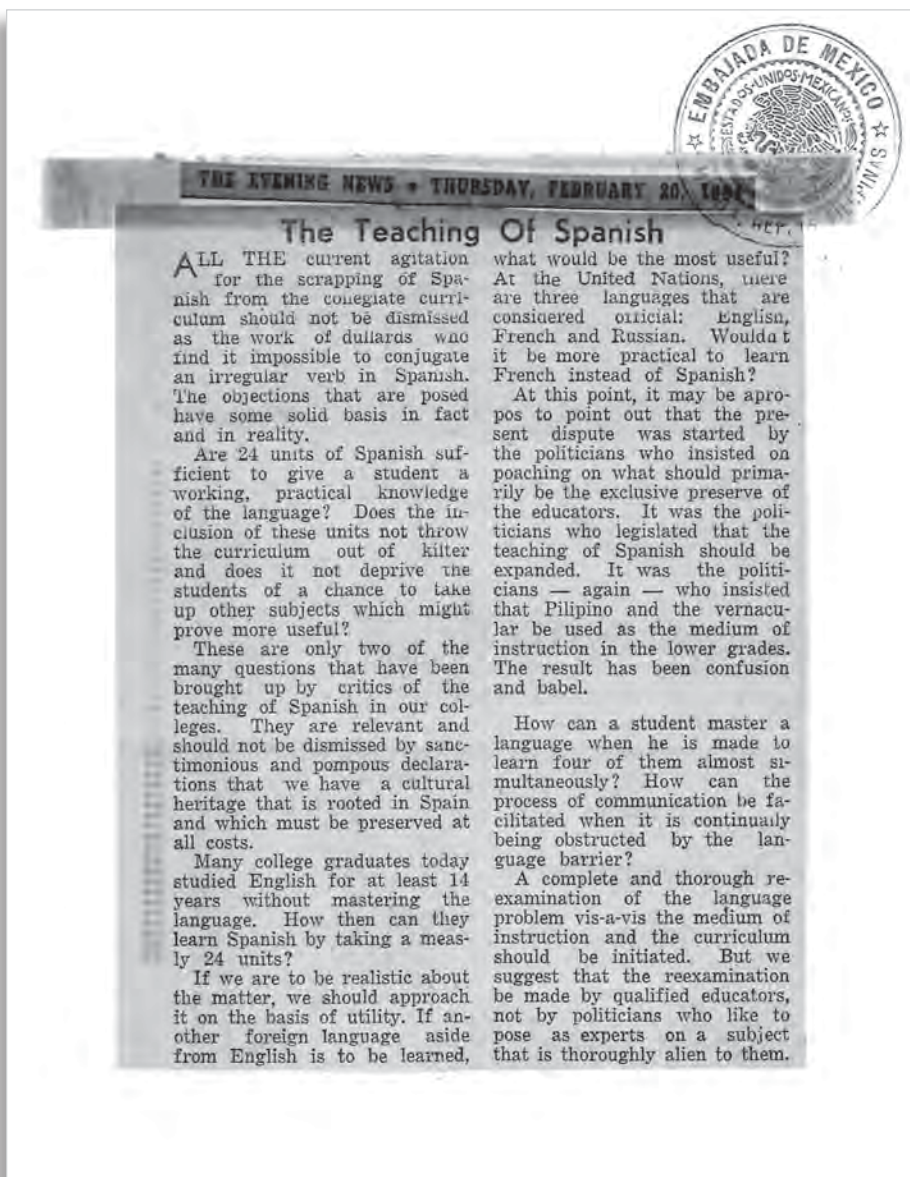 EMBAJADA DE MEXICO
ESTADOS·UNIDOS·MEXICANOS
THE EVENING NEWS • THURSDAY, FEBRUARY 20,
The Teaching Of Spanish
ALL THE current agitation
for the scrapping of Spa-
nish from the collegiate curri-
culum should not be dismissed
as the work of dullards who
find it impossible to conjugate
an irregular verb in Spanish.
The objections that are posed
have some solid basis in fact
and in reality.
Are 24 units of Spanish suf-
ficient to give a student a
working, practical knowledge
of the language? Does the in-
clusion of these units not throw
the curriculum out of kilter
and does it not deprive the
students of a chance to take
up other subjects which might
prove more useful?
These are only two of the
many questions that have been
brought up by critics of the
teaching of Spanish in our col-
leges. They are relevant and
should not be dismissed by sanc-
timonious and pompous declara-
tions that we have a cultural
heritage that is rooted in Spain
and which must be preserved at
all costs.
Many college graduates today
studied English for at least 14
years without mastering the
language. How then can they
learn Spanish by taking a meas-
ly 24 units?
If we are to be realistic about
the matter, we should approach
it on the basis of utility. If an-
other foreign language aside
from English is to be learned,
what would be the most useful?
At the United Nations, there
are three languages that are
considered official: English,
French and Russian. Wouldn't
it be more practical to learn
French instead of Spanish?
At this point, it may be apro-
pos to point out that the pre-
sent dispute was started by
the politicians who insisted on
poaching on what should prima-
rily be the exclusive preserve of
the educators. It was the poli-
ticians who legislated that the
teaching of Spanish should be
expanded. It was the politi-
cians — again — who insisted
that Pilipino and the vernacu-
lar be used as the medium of
instruction in the lower grades.
The result has been confusion
and babel.
How can a student master a
language when he is made to
learn four of them almost si-
multaneously? How can the
process of communication be fa-
cilitated when it is continually
being obstructed by the lan-
guage barrier?
A complete and thorough re-
examination of the language
problem vis-a-vis the medium of
instruction and the curriculum
should be initiated. But we
suggest that the reexamination
be made by qualified educators,
not by politicians who like to
pose as experts on a subject
that is thoroughly alien to them.